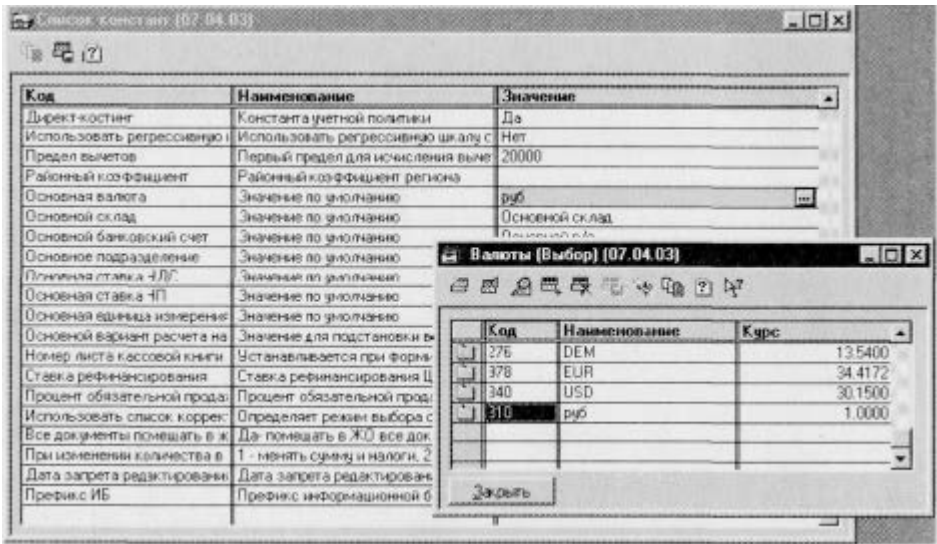 Список констант (07.04.03)
Код Наименование Значение
Директ-костинг Константа учетной политики Да
Использовать регрессивную Использовать регрессивную шкалу с Нет
Предел вычетов Первый предел для исчисления выче 20000
Районный коэффициент Районный коэффициент региона
Основная валюта Значение по умолчанию руб ...
Основной склад Значение по умолчанию Основной склад
Основной банковский счет Значение по умолчанию Основной р/с
Основное подразделение Значение по умолчанию
Основная ставка НДС Значение по умолчанию
Основная ставка НП Значение по умолчанию
Основная единица измерения Значение по умолчанию
Основной вариант расчета на Значение для подстановки в
Номер листа кассовой книги Устанавливается при форми
Ставка рефинансирования Ставка рефинансирования Ц
Процент обязательной прода Процент обязательной прод
Использовать список коррек Определяет режим выбора с
Все документы помещать в ж Да- помещать в ЖО все док
При изменении количества в 1 - менять сумму и налоги, 2
Дата запрета редактировани Дата запрета редактирован
Префикс ИБ Префикс информационной б
Валюты (Выбор) (07.04.03)
Код Наименование Курс
276 DEM 13.5400
978 EUR 34.4172
840 USD 30.1500
810 руб 1.0000
Закрыть